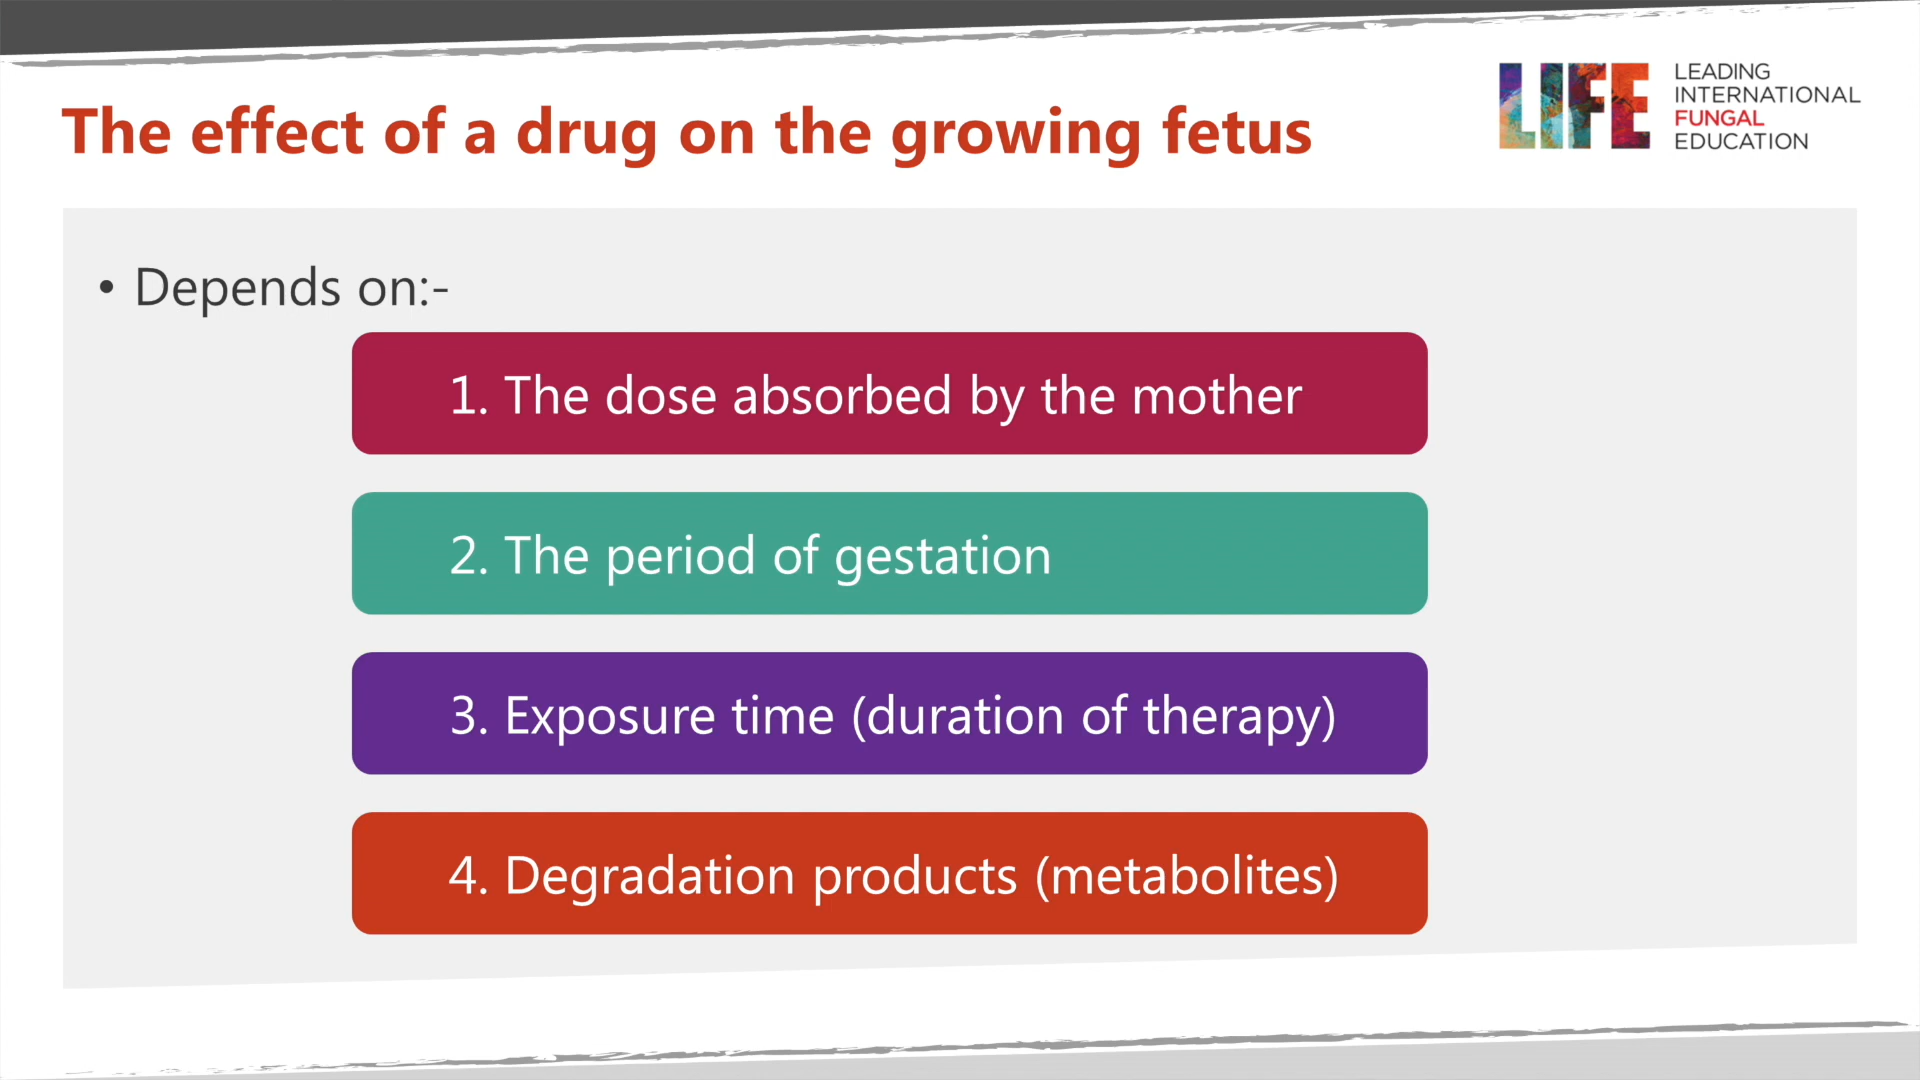 The effect of a drug on the growing fetus
LIFE
LEADING
INTERNATIONAL
FUNGAL
EDUCATION
• Depends on:-
1. The dose absorbed by the mother
2. The period of gestation
3. Exposure time (duration of therapy)
4. Degradation products (metabolites)